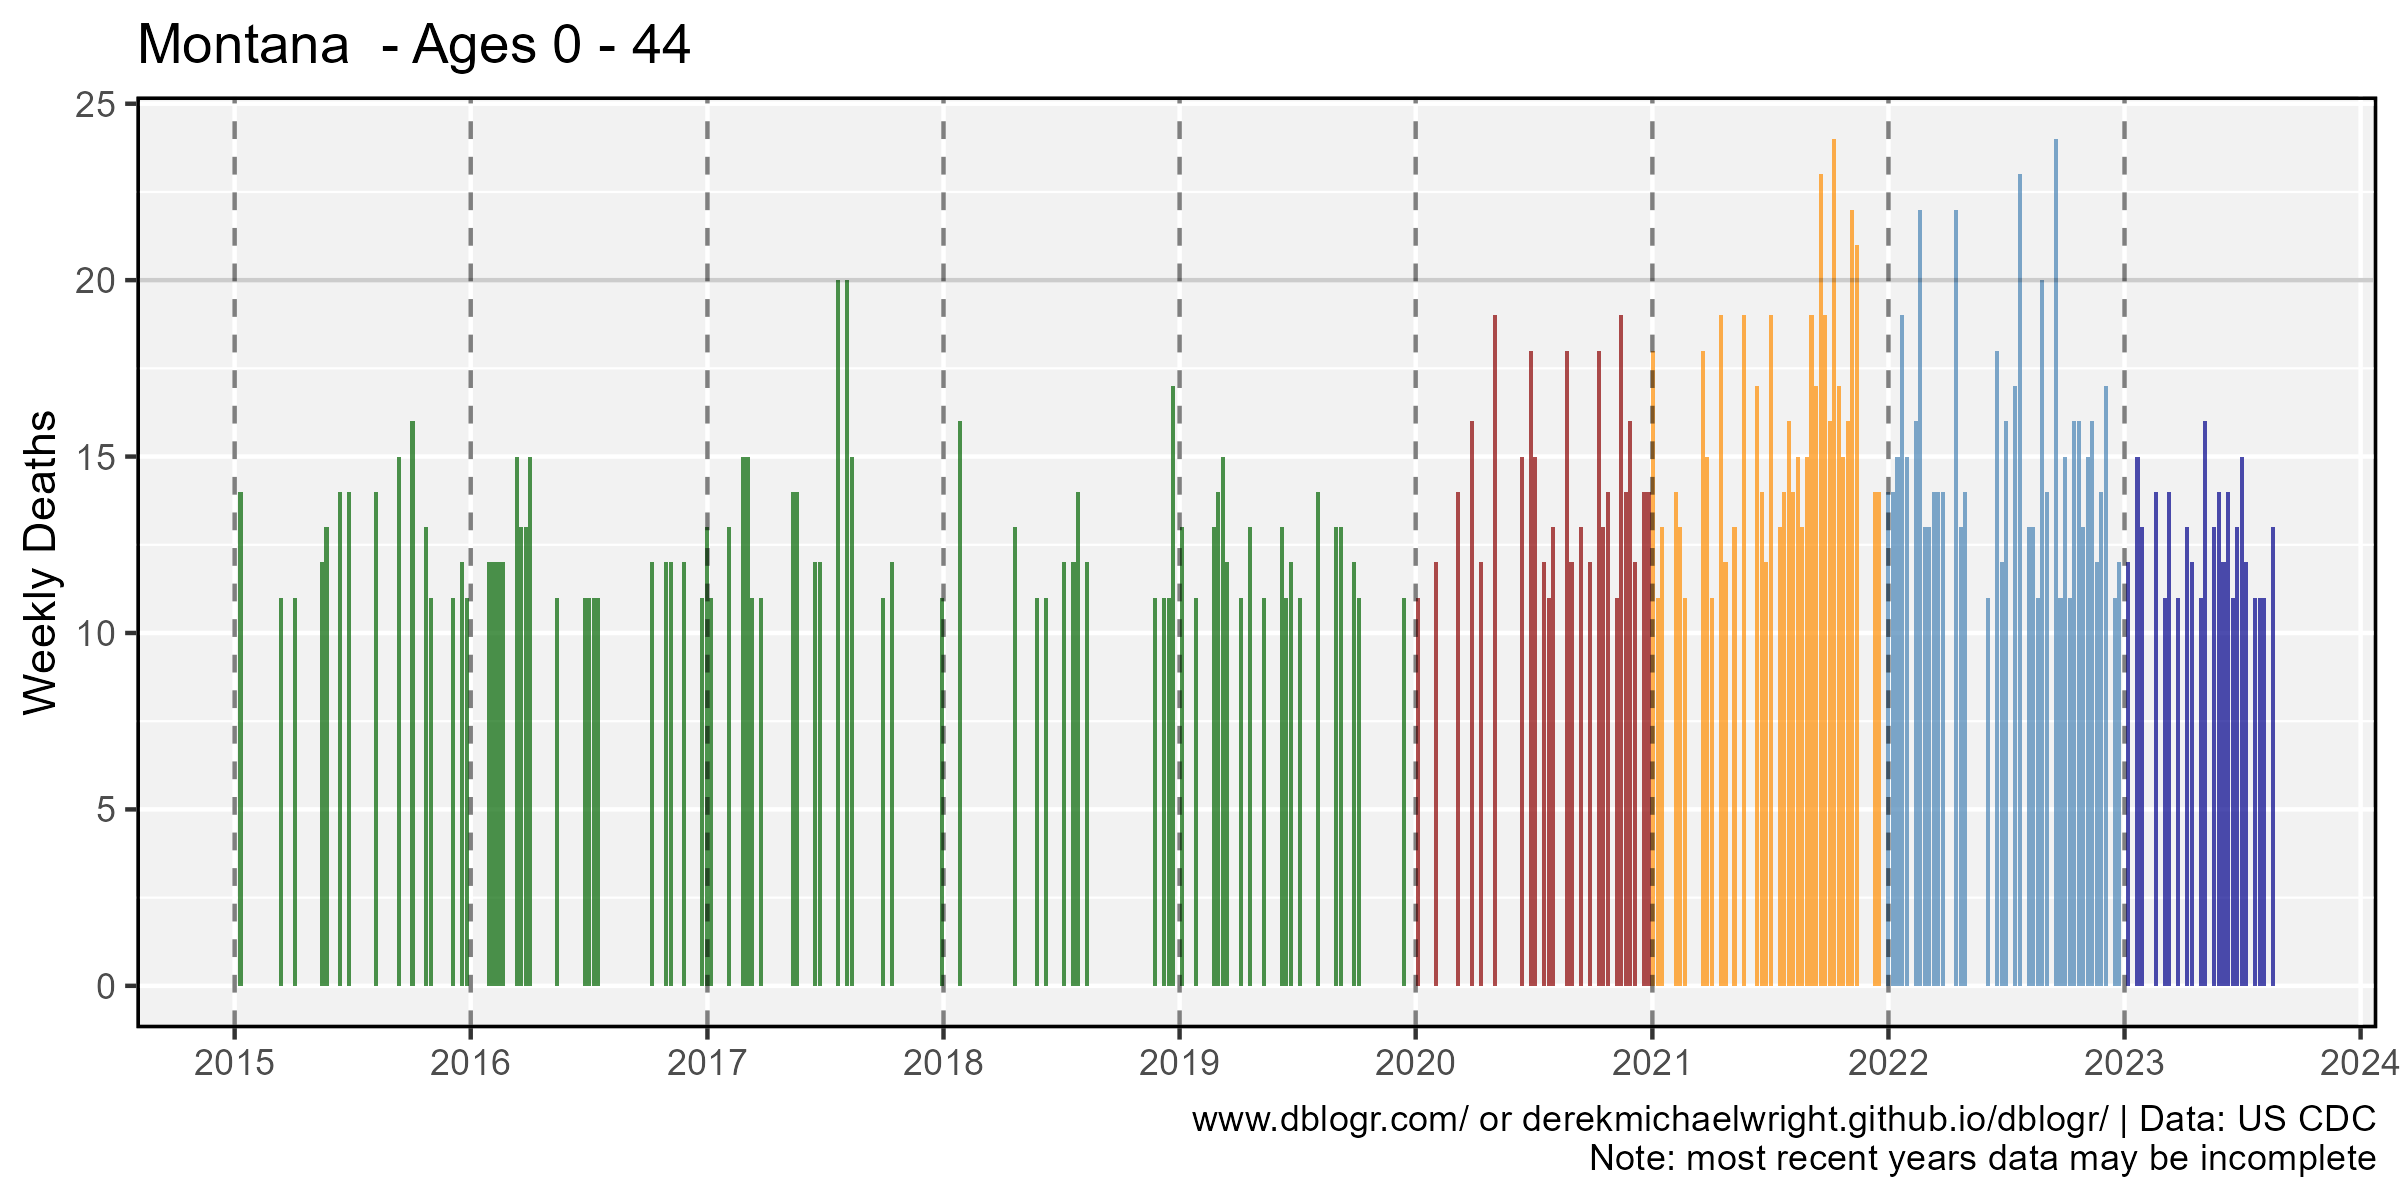 Montana  - Ages 0 - 44
25
20
15
10
5
0
Weekly Deaths
2015 2016 2017 2018 2019 2020 2021 2022 2023 2024
www.dblogr.com/ or derekmichaelwright.github.io/dblogr/ | Data: US CDC
Note: most recent years data may be incomplete